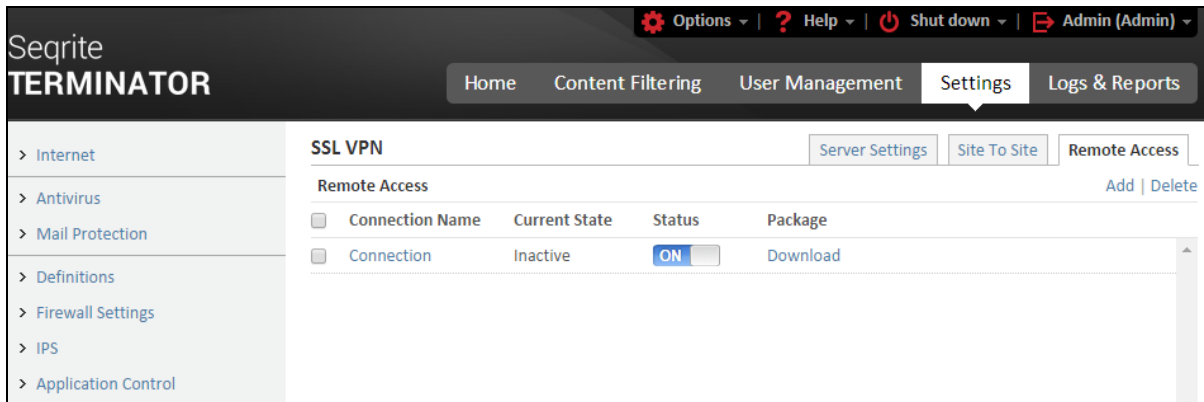 Options | Help | Shut down | Admin (Admin)
Seqrite
TERMINATOR
Home Content Filtering User Management Settings Logs & Reports
> Internet
> Antivirus
> Mail Protection
> Definitions
> Firewall Settings
> IPS
> Application Control
SSL VPN
Server Settings Site To Site Remote Access
Remote Access
Add | Delete
Connection Name Current State Status Package
Connection Inactive ON Download